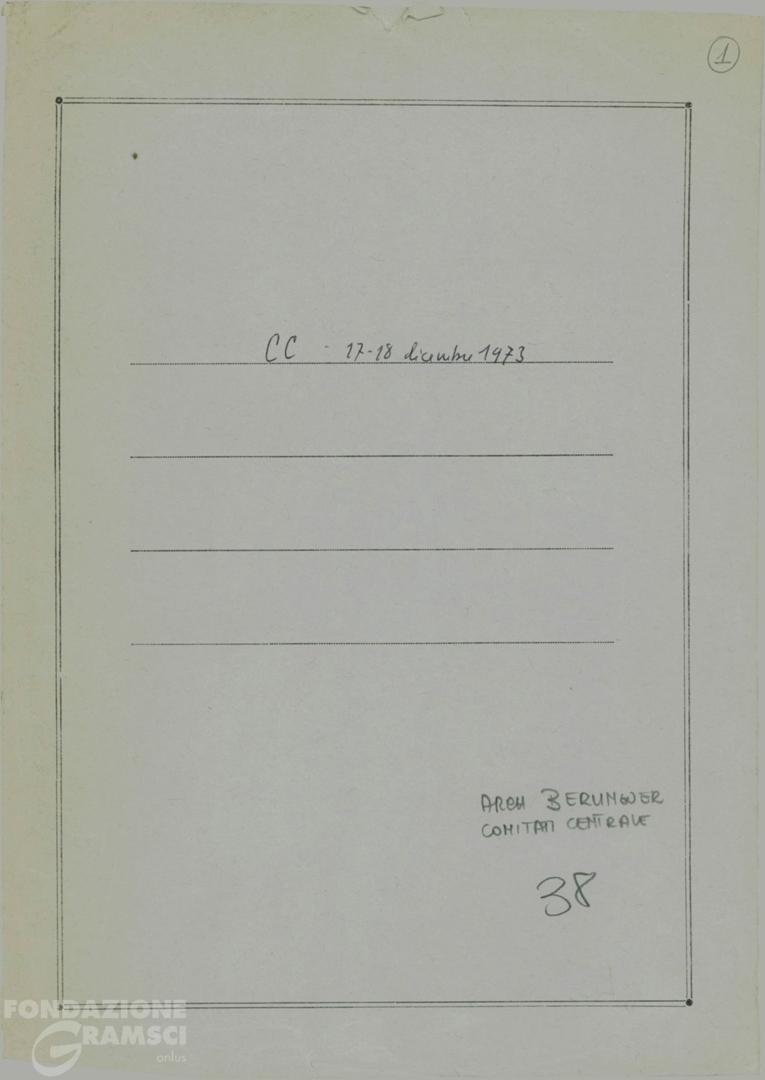 1
CC - 17-18 dicembre 1973
ARCH BERLINGUER
COMITATI CENTRALE
38
FONDAZIONE
GRAMSCI
onlus